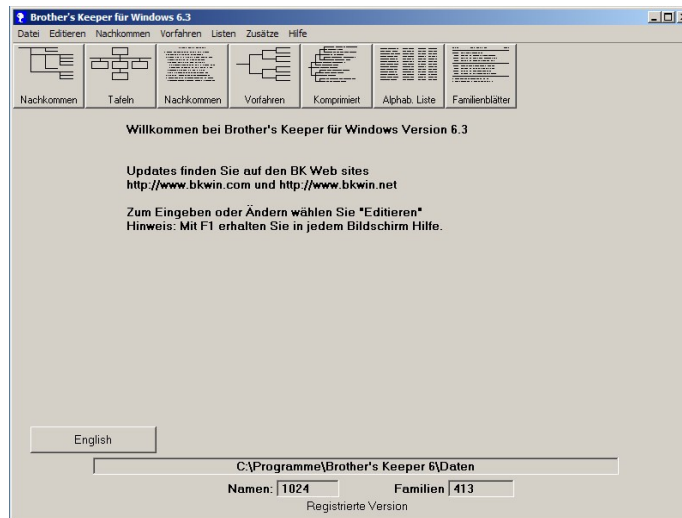 Brother's Keeper für Windows 6.3
Datei Editieren Nachkommen Vorfahren Listen Zusätze Hilfe
Nachkommen Tafeln Nachkommen Vorfahren Komprimiert Alphab. Liste Familienblätter
Willkommen bei Brother's Keeper für Windows Version 6.3
Updates finden Sie auf den BK Web sites
http://www.bkwin.com und http://www.bkwin.net
Zum Eingeben oder Ändern wählen Sie "Editieren"
Hinweis: Mit F1 erhalten Sie in jedem Bildschirm Hilfe.
English
C:\Programme\Brother's Keeper 6\Daten
Namen: 1024 Familien 413
Registrierte Version